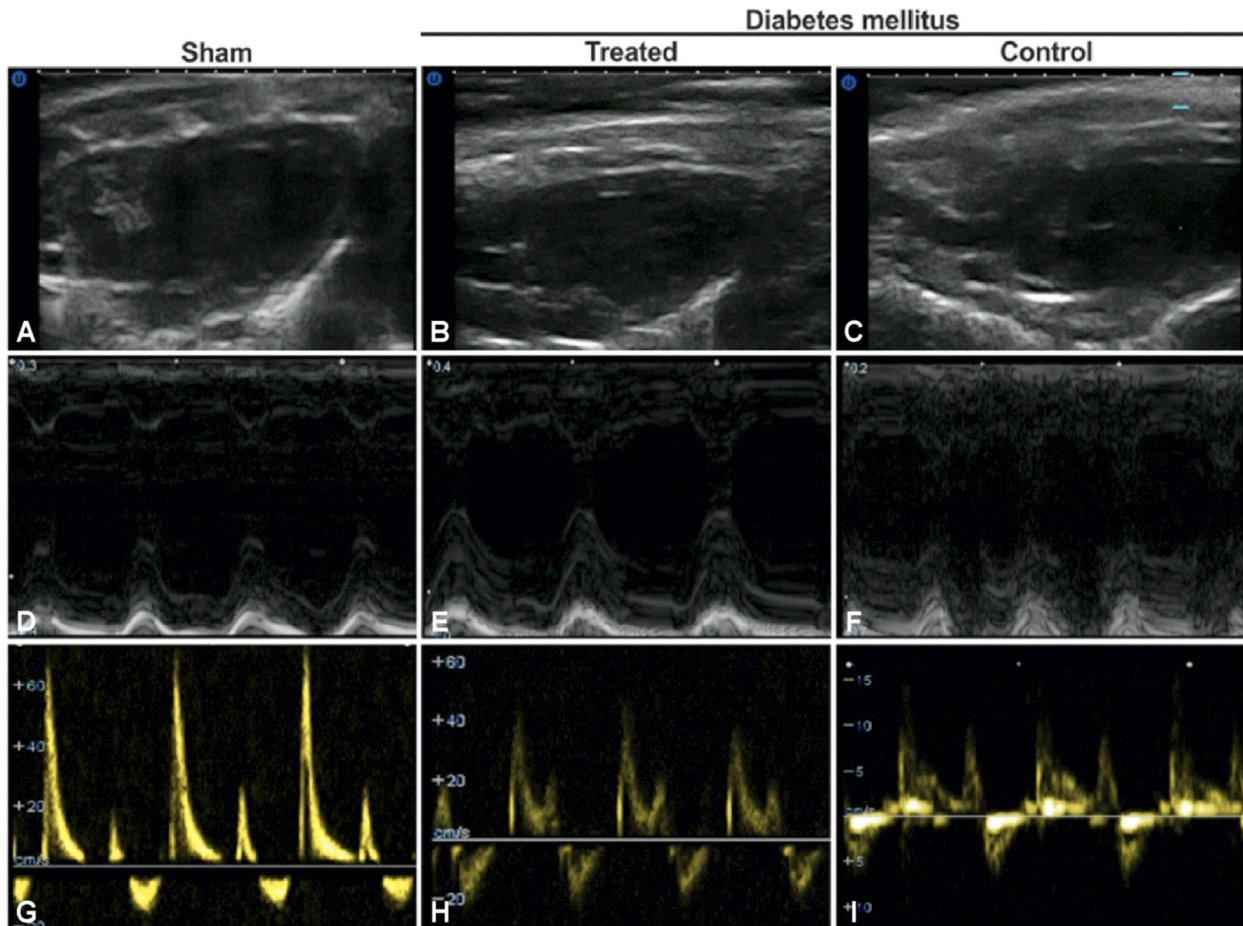 Diabetes mellitus
Sham
Treated
Control
U
U
U
A
B
C
0.3
0.4
0.2
D
E
F
+60
+40
+20
cm/s
G
+60
+40
+20
cm/s
-20
H
-15
-10
-5
cm/s
+5
+10
I